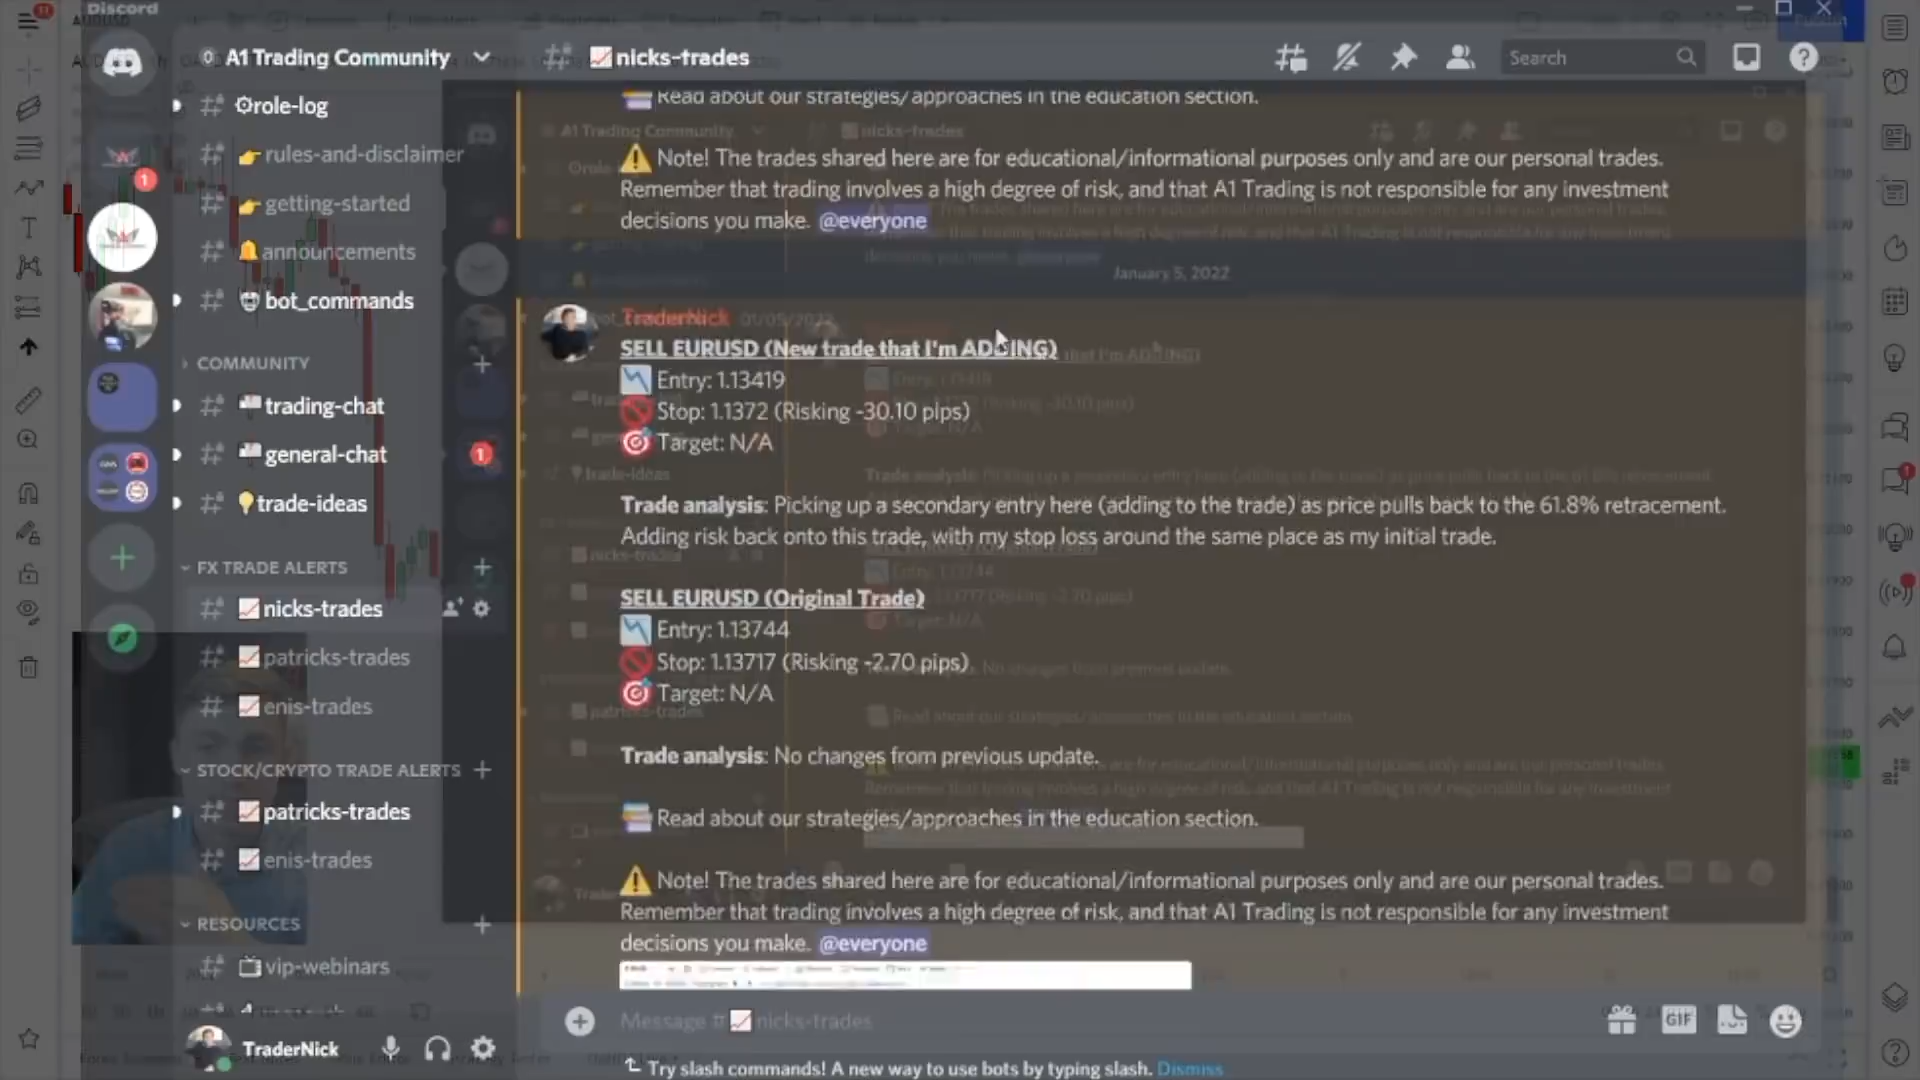 Discord
A1 Trading Community
role-log
rules-and-disclaimer
getting-started
announcements
bot_commands
COMMUNITY
trading-chat
general-chat
trade-ideas
FX TRADE ALERTS
nicks-trades
patricks-trades
enis-trades
STOCK/CRYPTO TRADE ALERTS
patricks-trades
enis-trades
RESOURCES
vip-webinars
TraderNick
nicks-trades
Search
Read about our strategies/approaches in the education section.
Note! The trades shared here are for educational/informational purposes only and are our personal trades.
Remember that trading involves a high degree of risk, and that A1 Trading is not responsible for any investment
decisions you make. @everyone
January 5, 2022
TraderNick 01/05/2022
SELL EURUSD (New trade that I'm ADDING)
Entry: 1.13419
Stop: 1.1372 (Risking -30.10 pips)
Target: N/A
Trade analysis: Picking up a secondary entry here (adding to the trade) as price pulls back to the 61.8% retracement.
Adding risk back onto this trade, with my stop loss around the same place as my initial trade.
SELL EURUSD (Original Trade)
Entry: 1.13744
Stop: 1.13717 (Risking -2.70 pips)
Target: N/A
Trade analysis: No changes from previous update.
Read about our strategies/approaches in the education section.
Note! The trades shared here are for educational/informational purposes only and are our personal trades.
Remember that trading involves a high degree of risk, and that A1 Trading is not responsible for any investment
decisions you make. @everyone
Message # nicks-trades
GIF
Try slash commands! A new way to use bots by typing slash. Dismiss